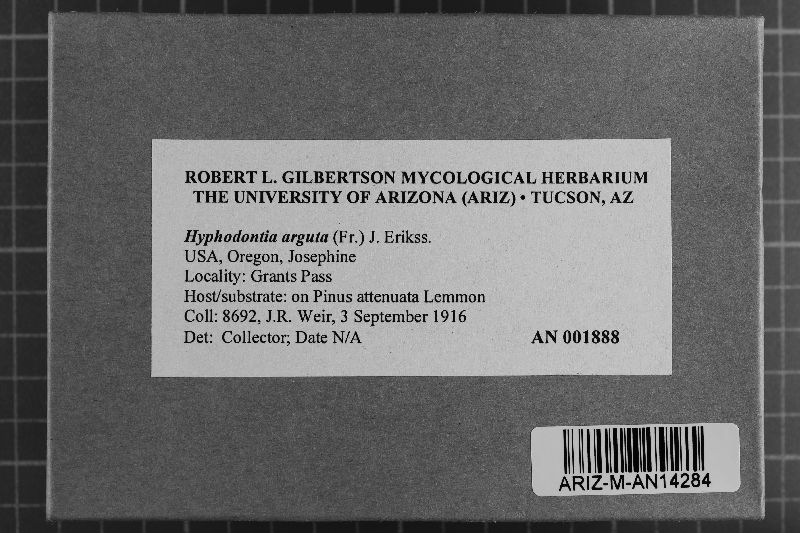 ROBERT L. GILBERTSON MYCOLOGICAL HERBARIUM
THE UNIVERSITY OF ARIZONA (ARIZ) • TUCSON, AZ
Hyphodontia arguta (Fr.) J. Erikss.
USA, Oregon, Josephine
Locality: Grants Pass
Host/substrate: on Pinus attenuata Lemmon
Coll: 8692, J.R. Weir, 3 September 1916
Det: Collector; Date N/A AN 001888
ARIZ-M-AN14284